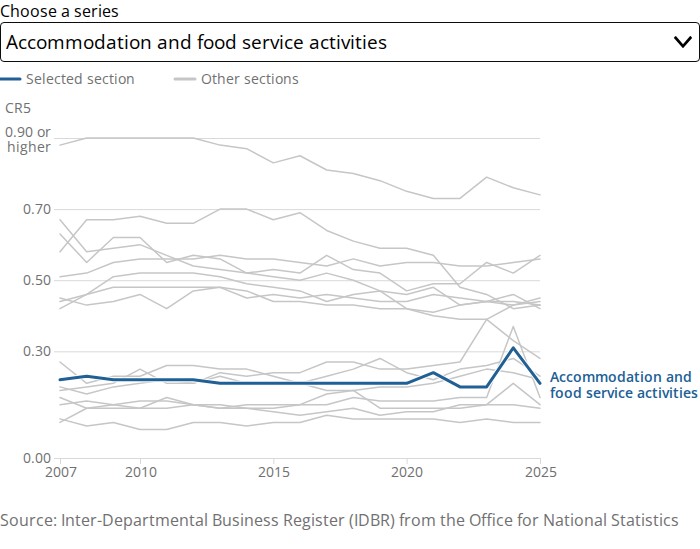 Choose a series
Accommodation and food service activities
Selected section
Other sections
CR5
0.90 or
higher
0.70
0.50
0.30
0.00
2007
2010
2015
2020
2025
Accommodation and
food service activities
Source: Inter-Departmental Business Register (IDBR) from the Office for National Statistics